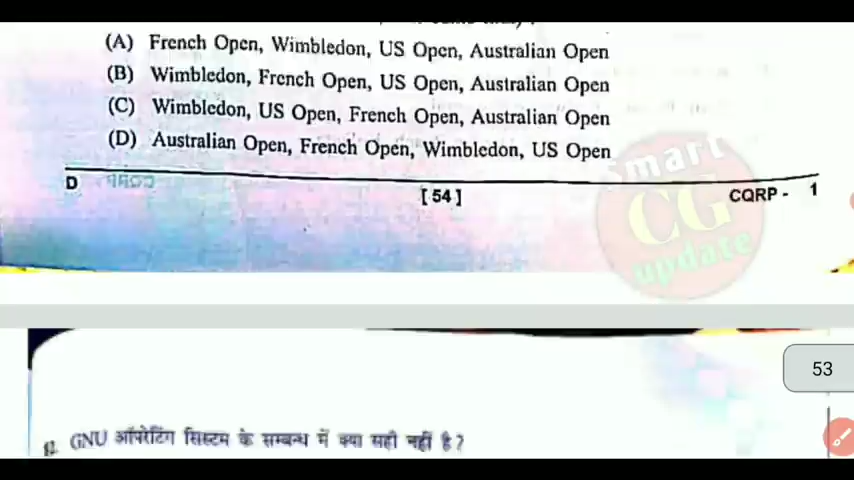 (A) French Open, Wimbledon, US Open, Australian Open
(B) Wimbledon, French Open, US Open, Australian Open
(C) Wimbledon, US Open, French Open, Australian Open
(D) Australian Open, French Open, Wimbledon, US Open
D [54] CQRP - 1
Smart
CG
update
53
GNU ऑपरेटिंग सिस्टम के सम्बन्ध में क्या सही नहीं है?